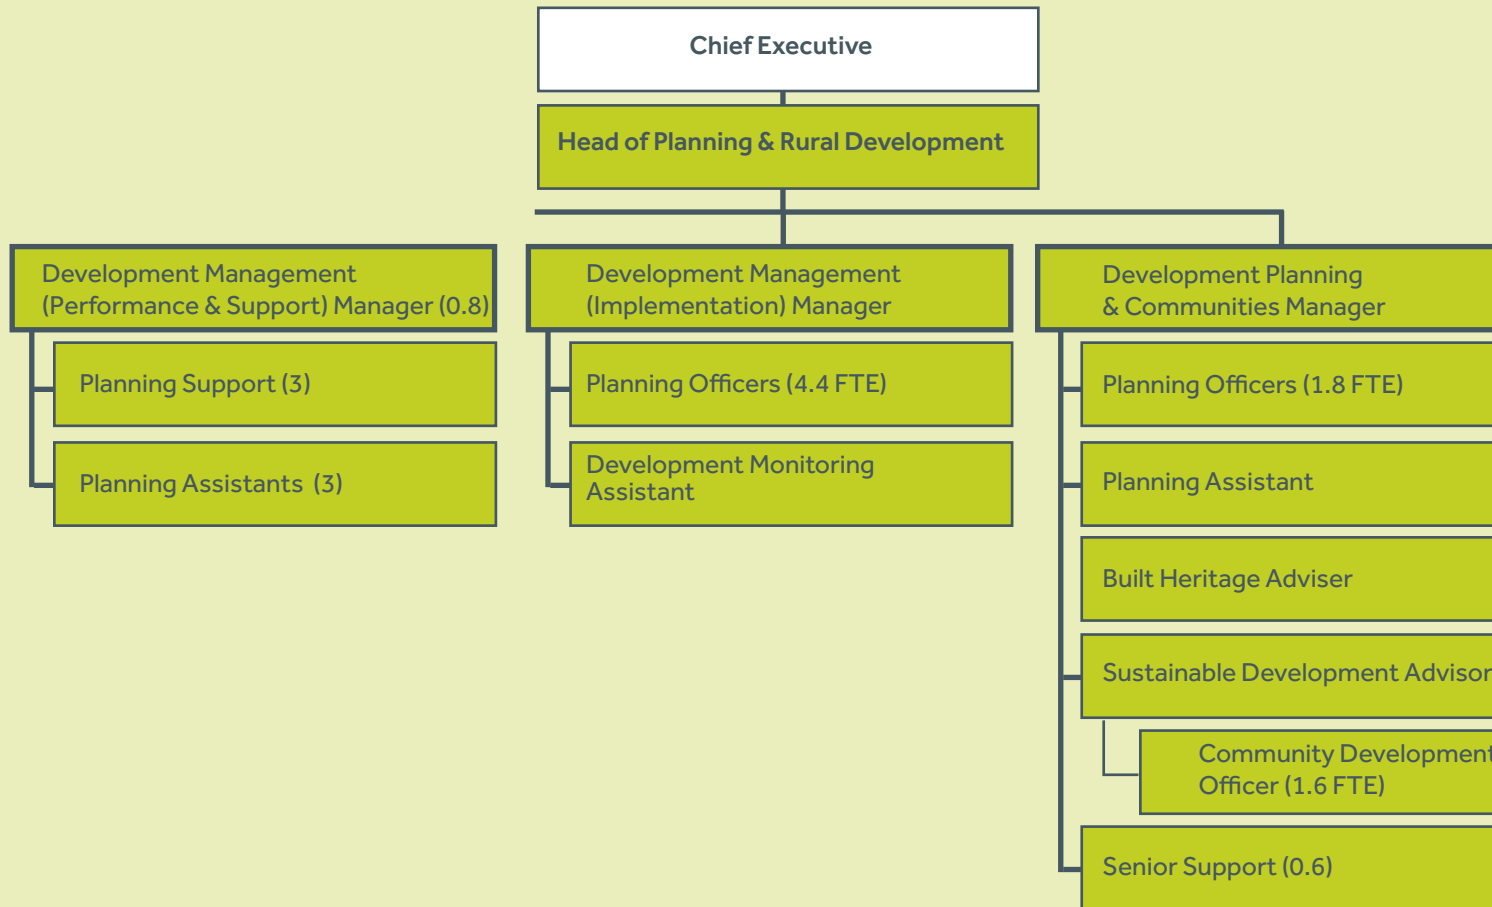 Chief Executive
Head of Planning & Rural Development
Development Management
(Performance & Support) Manager (0.8)
Planning Support (3)
Planning Assistants (3)
Development Management
(Implementation) Manager
Planning Officers (4.4 FTE)
Development Monitoring
Assistant
Development Planning
& Communities Manager
Planning Officers (1.8 FTE)
Planning Assistant
Built Heritage Adviser
Sustainable Development Advisor
Community Development
Officer (1.6 FTE)
Senior Support (0.6)